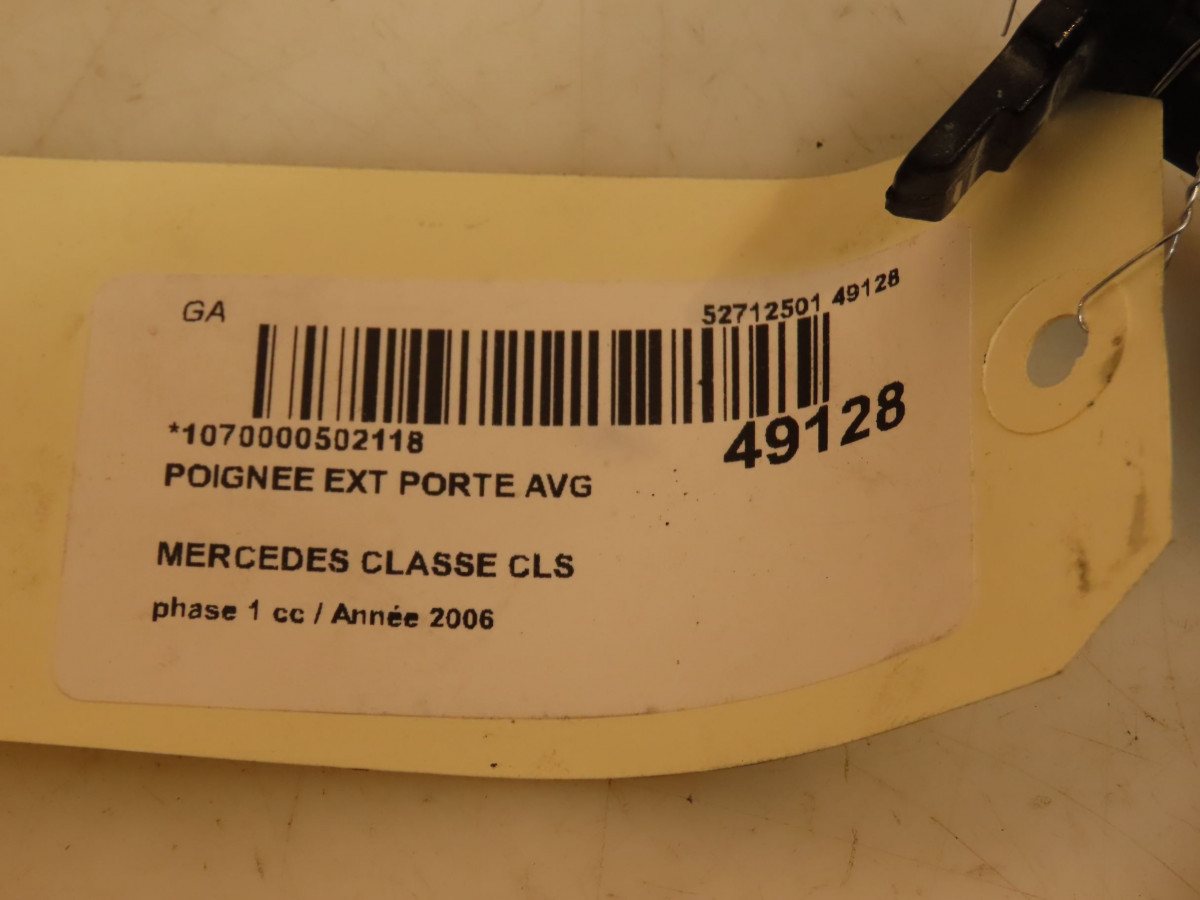 GA
52712501 49128
*1070000502118
49128
POIGNEE EXT PORTE AVG
MERCEDES CLASSE CLS
phase 1 cc / Année 2006